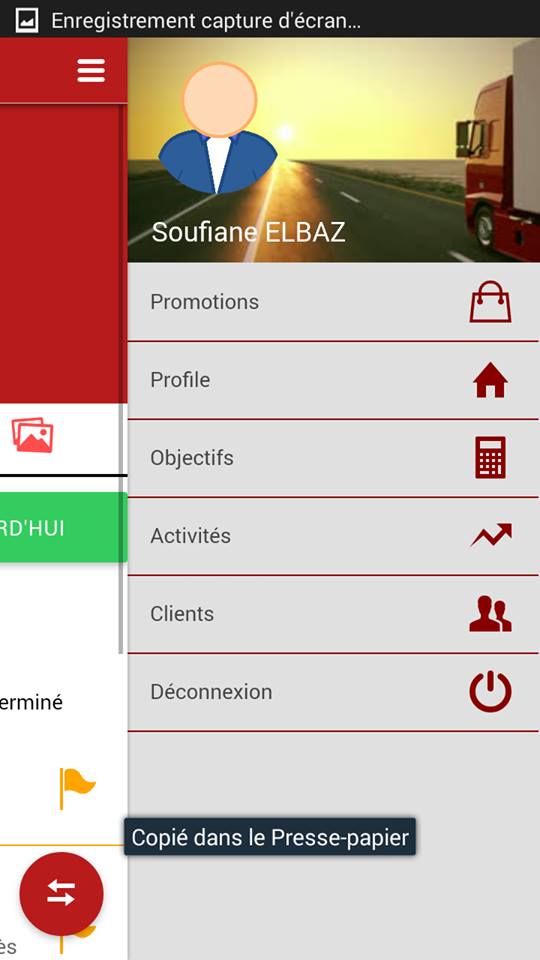 Enregistrement capture d'écran...
Soufiane ELBAZ
Promotions
Profile
Objectifs
RD'HUI
Activités
Clients
Déconnexion
erminé
Copié dans le Presse-papier
ès